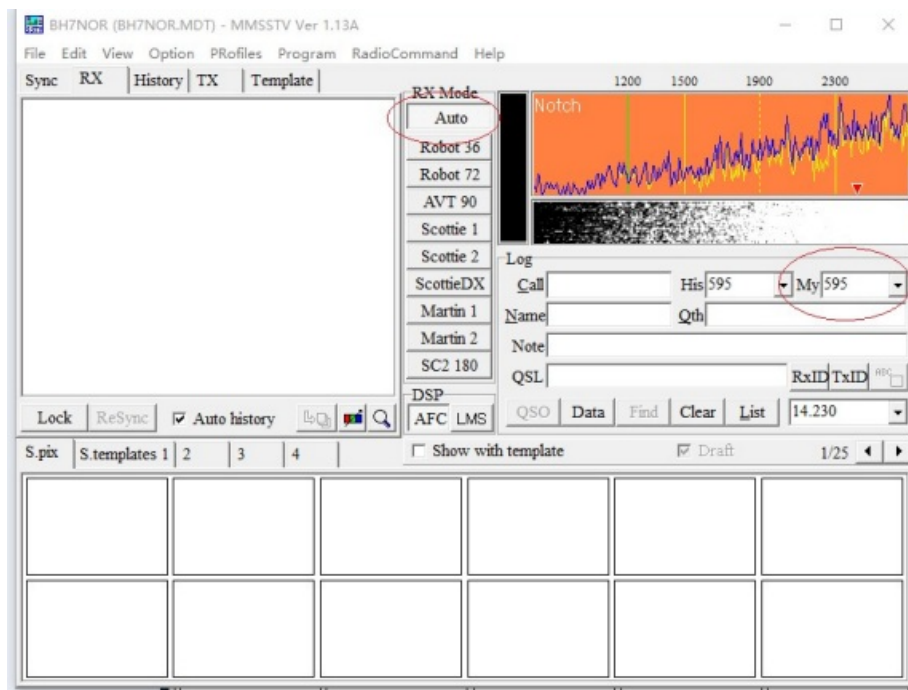 BH7NOR (BH7NOR.MDT) - MMSSTV Ver 1.13A
File Edit View Option PRofiles Program RadioCommand Help
Sync RX History TX Template
RX Mode
Auto
Robot 36
Robot 72
AVT 90
Scottie 1
Scottie 2
ScottieDX
Martin 1
Martin 2
SC2 180
DSP
AFC LMS
1200 1500 1900 2300
Notch
Log
Call His 595 My 595
Name Qth
Note
QSL RxID TxID ABC
QSO Data Find Clear List 14.230
Lock ReSync Auto history
S.pix S.templates 1 2 3 4
Show with template Draft 1/25